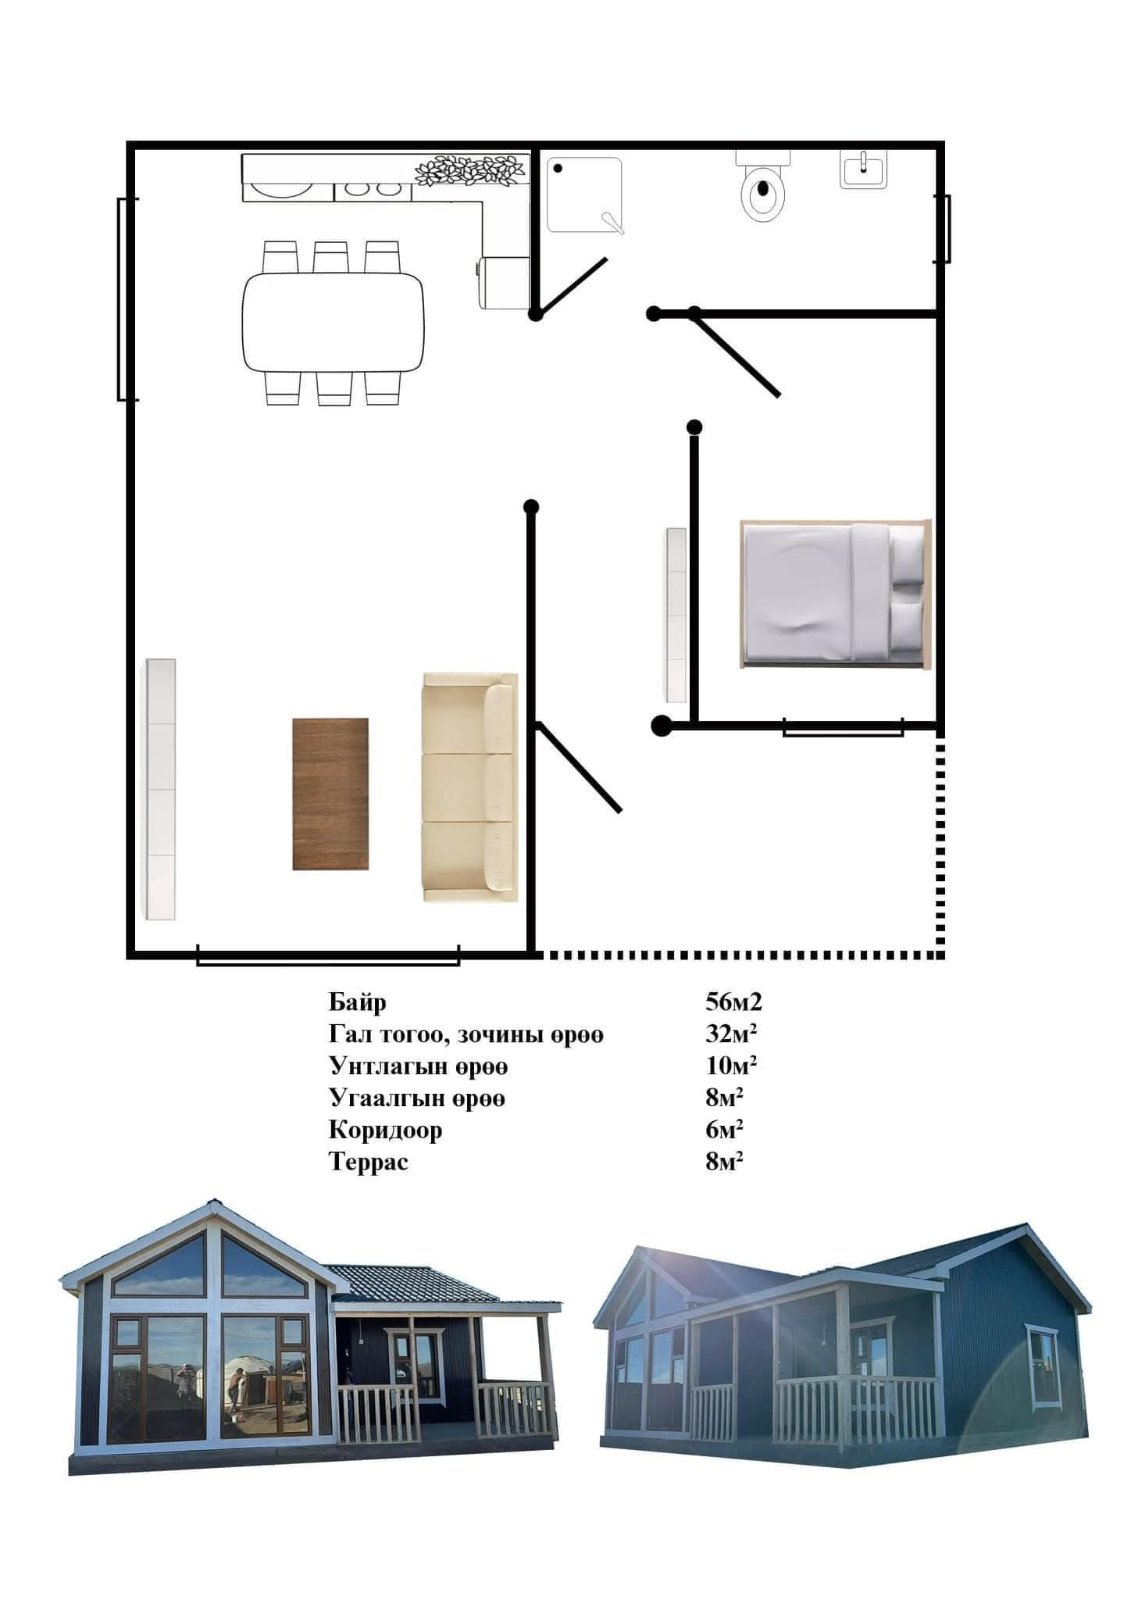 Байр 56м2
Гал тогоо, зочины өрөө 32м²
Унтлагын өрөө 10м²
Угаалгын өрөө 8м²
Коридоор 6м²
Террас 8м²